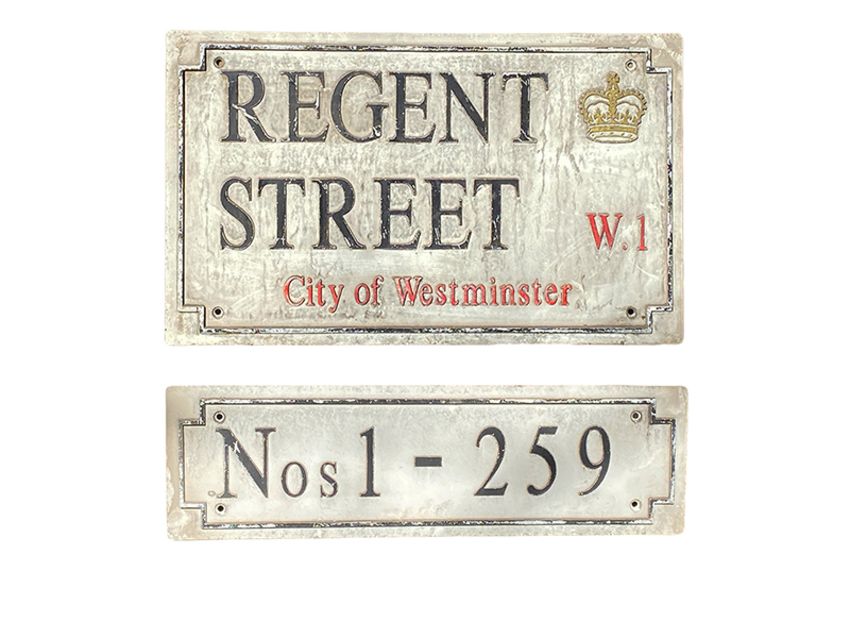 REGENT
STREET
W.1
City of Westminster
Nos 1 - 259